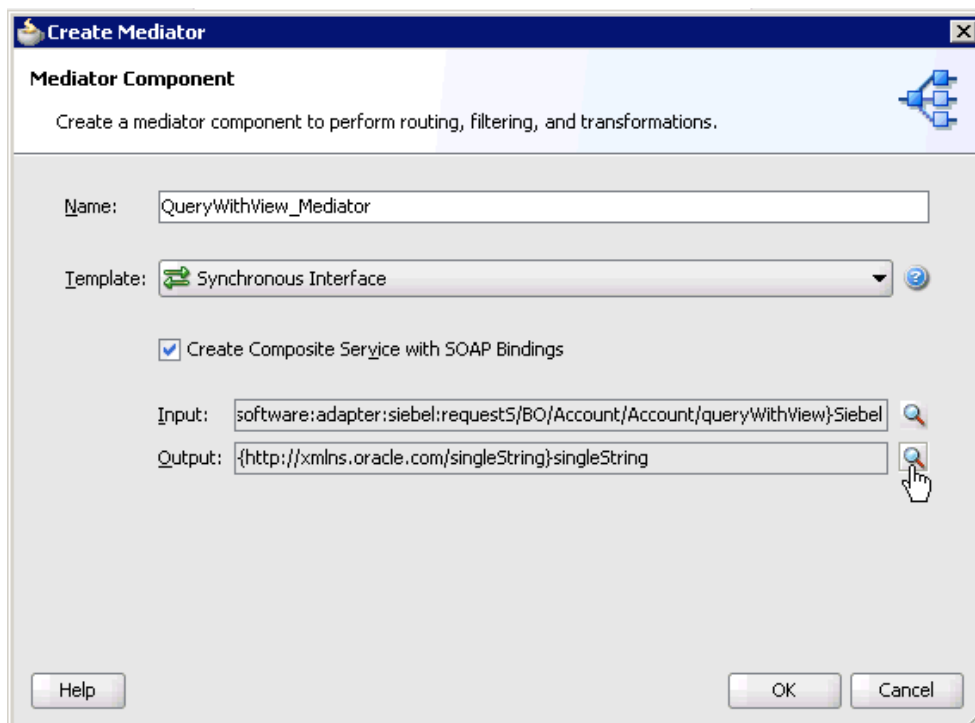 Create Mediator
Mediator Component
Create a mediator component to perform routing, filtering, and transformations.
Name: QueryWithView_Mediator
Template: Synchronous Interface
Create Composite Service with SOAP Bindings
Input: software:adapter:siebel:requestS/BO/Account/Account/queryWithView}Siebel
Output: {http://xmlns.oracle.com/singleString}singleString
Help OK Cancel